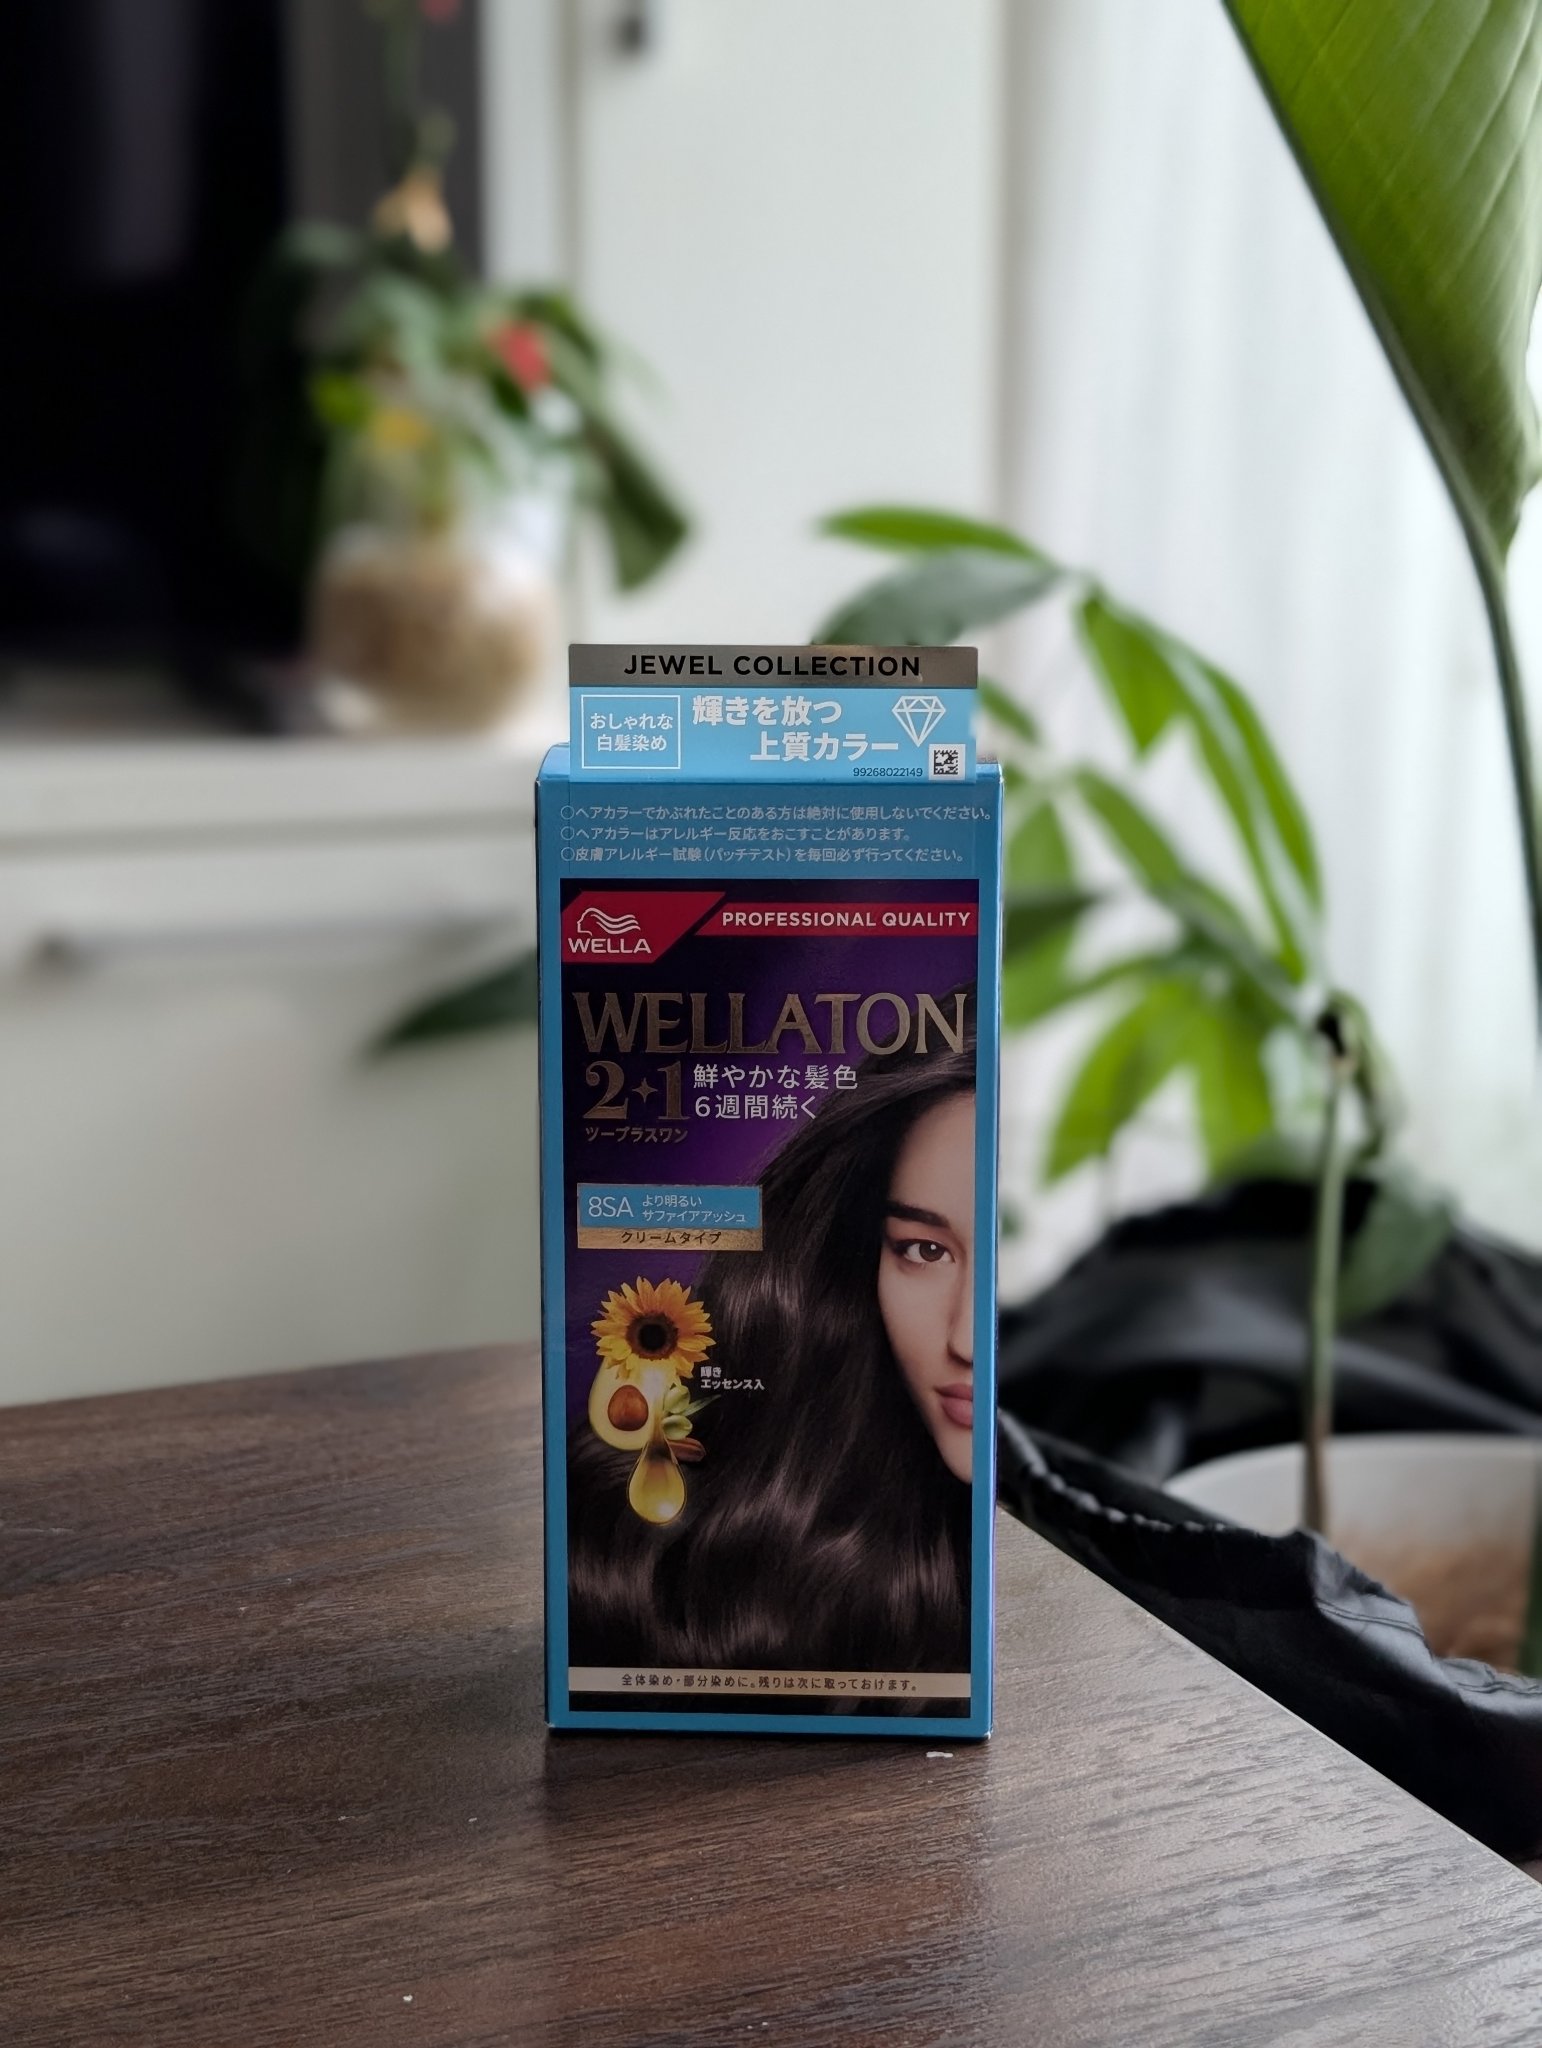 JEWEL COLLECTION
おしゃれな
白髪染め
輝きを放つ
上質カラー
99268022149
○ヘアカラーでかぶれたことのある方は絶対に使用しないでください。
○ヘアカラーはアレルギー反応をおこすことがあります。
○皮膚アレルギー試験(パッチテスト)を毎回必ず行ってください。
WELLA
PROFESSIONAL QUALITY
WELLATON
2+1
ツープラスワン
鮮やかな髪色
6週間続く
8SA
より明るい
サファイアアッシュ
クリームタイプ
輝き
エッセンス入
全体染め・部分染めに。残りは次に取っておけます。